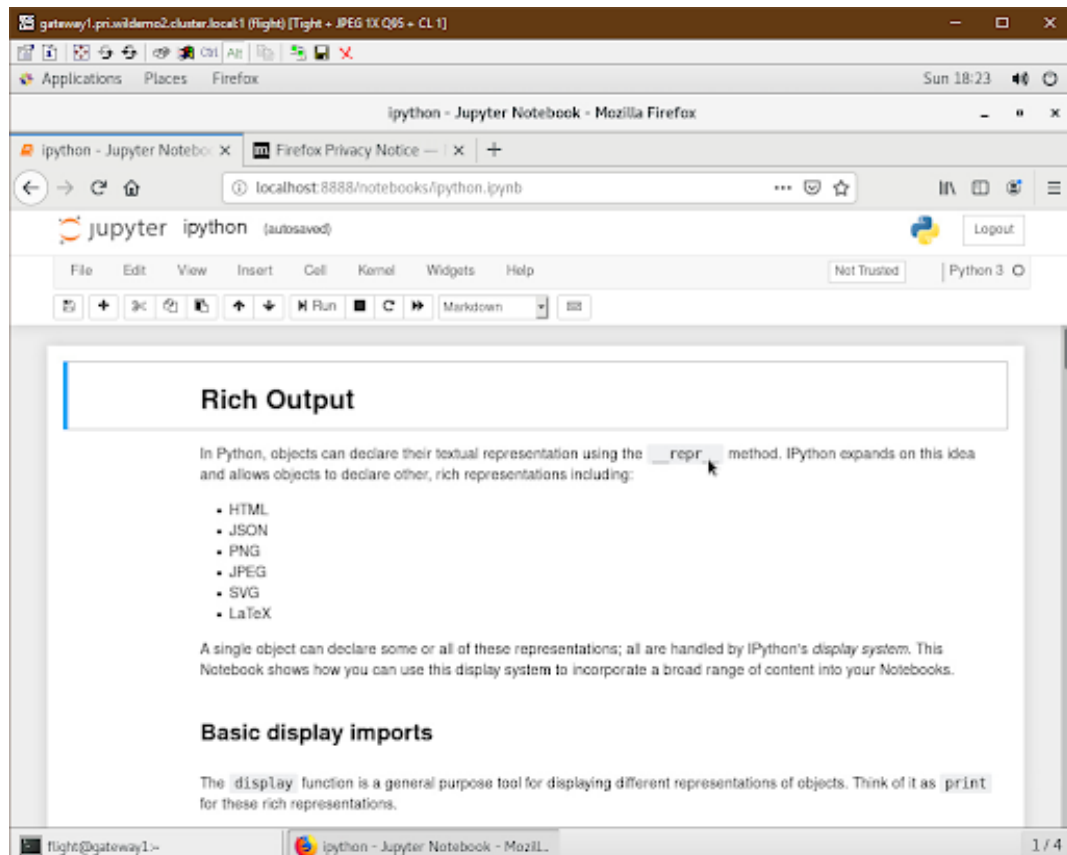 gateway1.pri.wildemo2.cluster.local:1 (flight) [Tight + JPEG 1X Q95 + CL 1]
Ctrl Alt
Applications Places Firefox Sun 18:23
ipython - Jupyter Notebook - Mozilla Firefox
ipython - Jupyter Notebo Firefox Privacy Notice —
localhost:8888/notebooks/ipython.ipynb
jupyter ipython (autosaved) Logout
File Edit View Insert Cell Kernel Widgets Help Not Trusted Python 3
Run Markdown
Rich Output
In Python, objects can declare their textual representation using the __repr__ method. IPython expands on this idea
and allows objects to declare other, rich representations including:
• HTML
• JSON
• PNG
• JPEG
• SVG
• LaTeX
A single object can declare some or all of these representations; all are handled by IPython's display system. This
Notebook shows how you can use this display system to incorporate a broad range of content into your Notebooks.
Basic display imports
The display function is a general purpose tool for displaying different representations of objects. Think of it as print
for these rich representations.
flight@gateway1:~ ipython - Jupyter Notebook - Mozill... 1 / 4